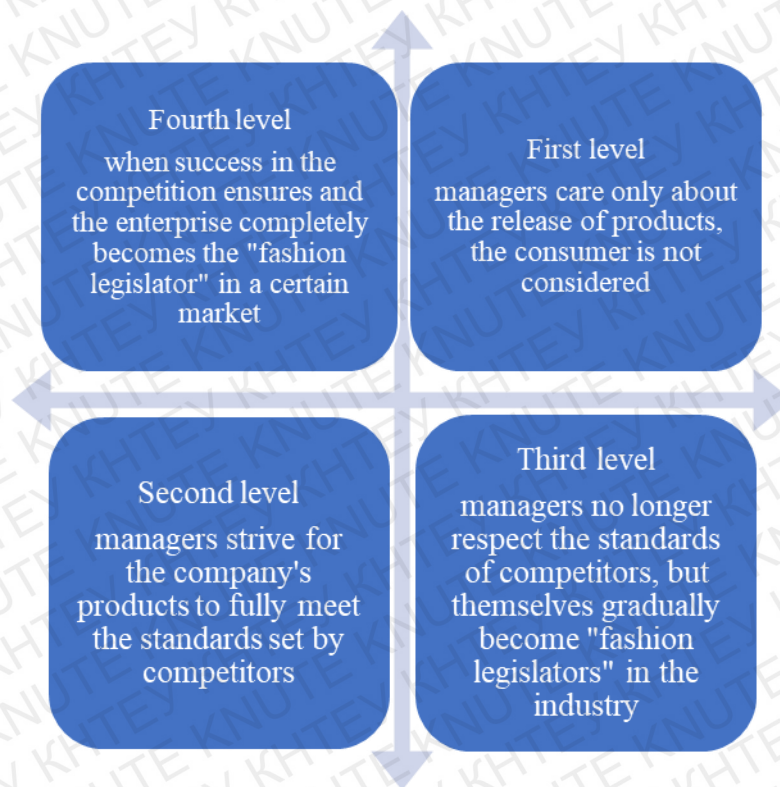 Fourth level
when success in the
competition ensures and
the enterprise completely
becomes the "fashion
legislator" in a certain
market
First level
managers care only about
the release of products,
the consumer is not
considered
Second level
managers strive for
the company's
products to fully meet
the standards set by
competitors
Third level
managers no longer
respect the standards
of competitors, but
themselves gradually
become "fashion
legislators" in the
industry